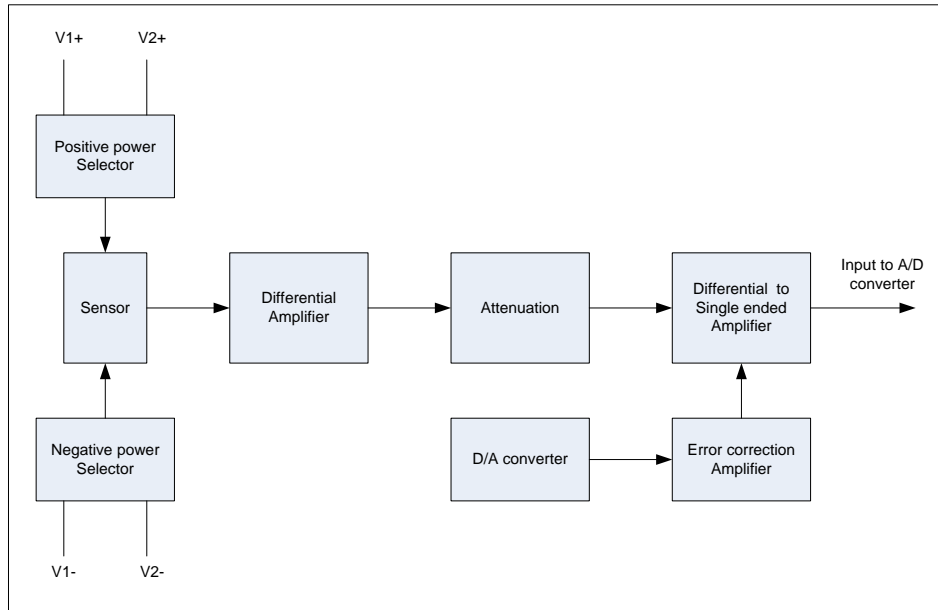 V1+
V2+
Positive power
Selector
Sensor
Differential
Amplifier
Attenuation
Differential to
Single ended
Amplifier
Input to A/D
converter
Negative power
Selector
D/A converter
Error correction
Amplifier
V1-
V2-